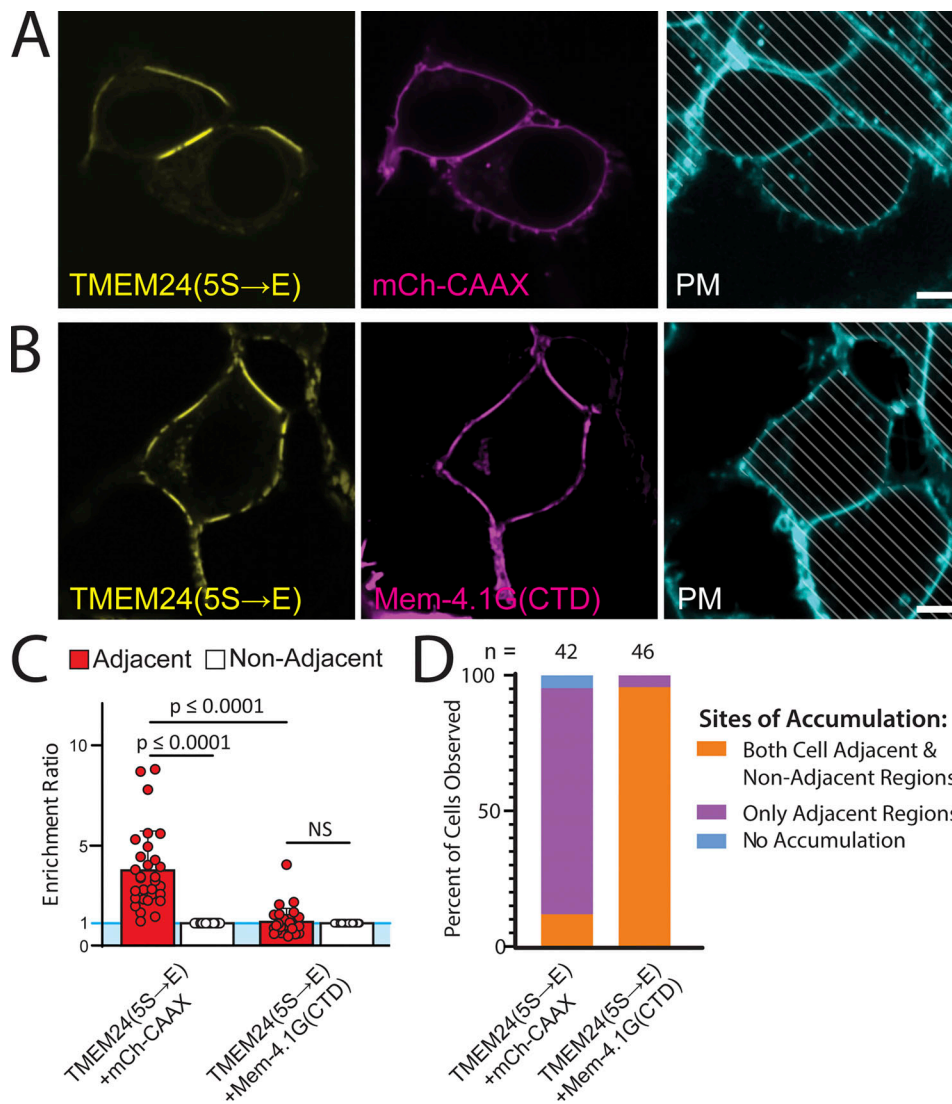 A
TMEM24(5S→E)
mCh-CAAX
PM
B
TMEM24(5S→E)
Mem-4.1G(CTD)
PM
C
Adjacent
Non-Adjacent
p ≤ 0.0001
p ≤ 0.0001
NS
Enrichment Ratio
10
5
1
0
TMEM24(5S→E)
+mCh-CAAX
TMEM24(5S→E)
+Mem-4.1G(CTD)
D
n = 42 46
Percent of Cells Observed
100
50
0
TMEM24(5S→E)
+mCh-CAAX
TMEM24(5S→E)
+Mem-4.1G(CTD)
Sites of Accumulation:
Both Cell Adjacent &
Non-Adjacent Regions
Only Adjacent Regions
No Accumulation